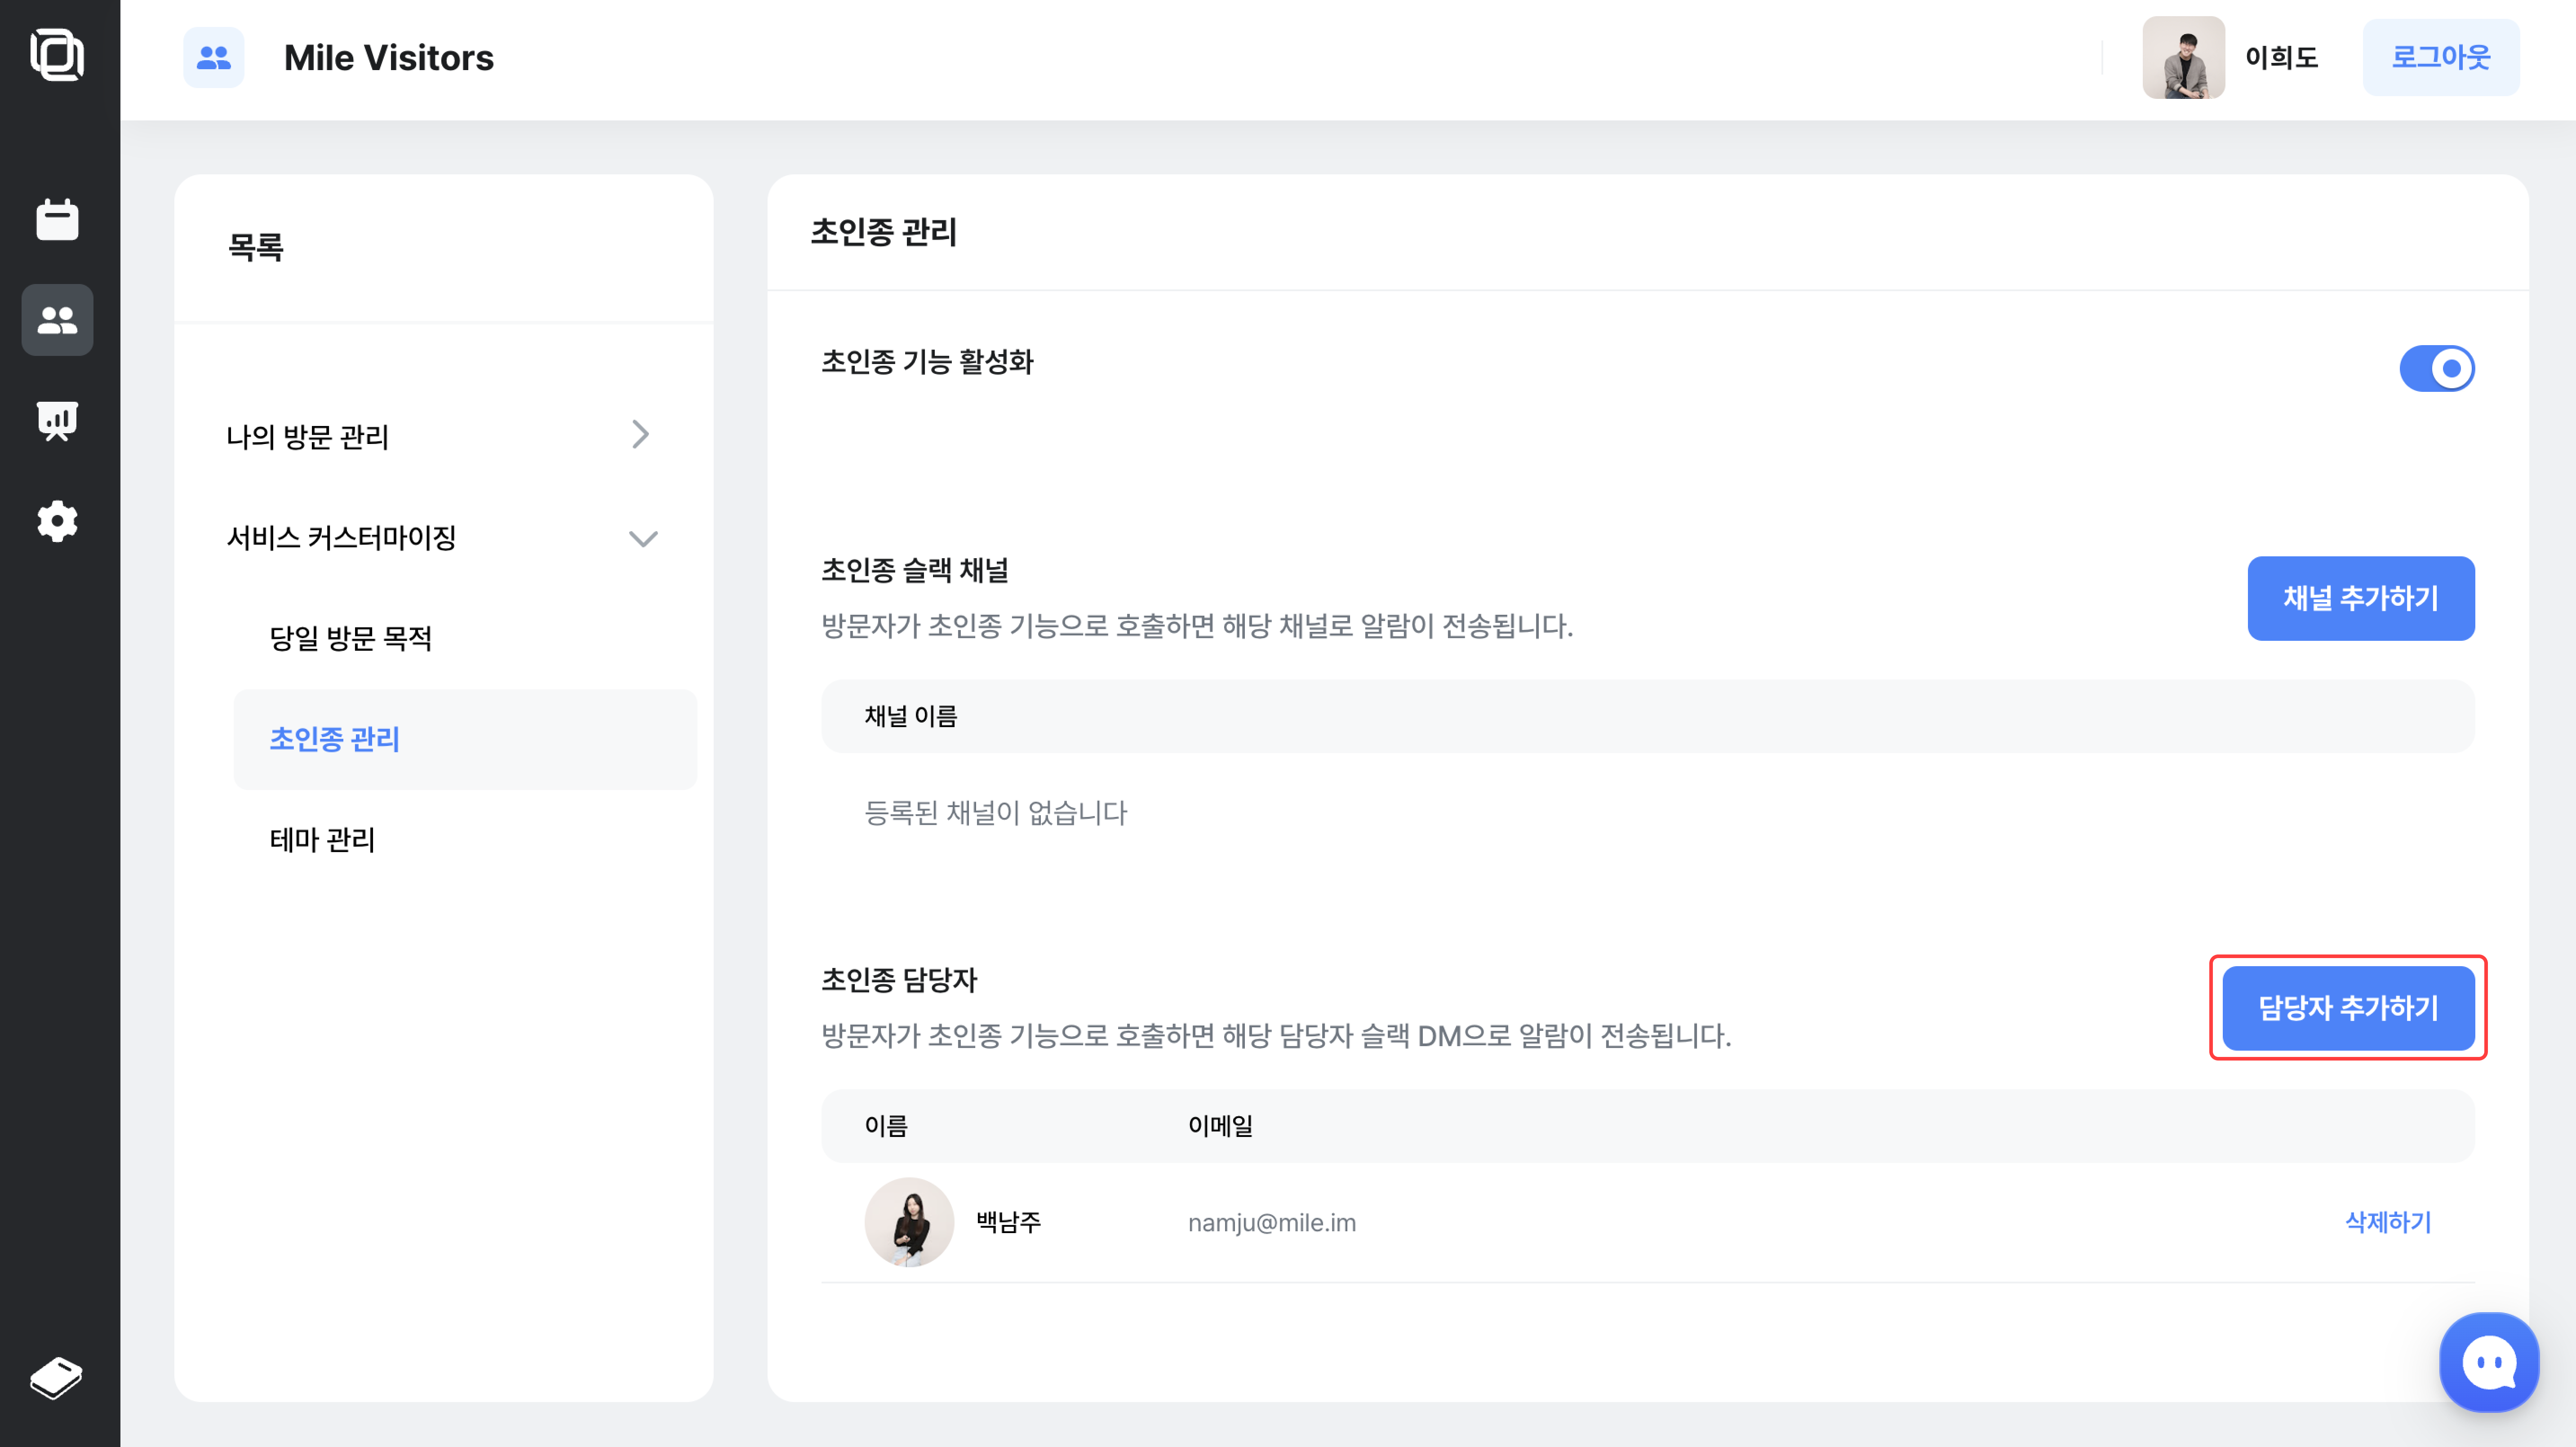 Mile Visitors
이희도
로그아웃
목록
나의 방문 관리
서비스 커스터마이징
당일 방문 목적
초인종 관리
테마 관리
초인종 관리
초인종 기능 활성화
초인종 슬랙 채널
방문자가 초인종 기능으로 호출하면 해당 채널로 알람이 전송됩니다.
채널 추가하기
채널 이름
등록된 채널이 없습니다
초인종 담당자
방문자가 초인종 기능으로 호출하면 해당 담당자 슬랙 DM으로 알람이 전송됩니다.
담당자 추가하기
이름 이메일
백남주 namju@mile.im 삭제하기